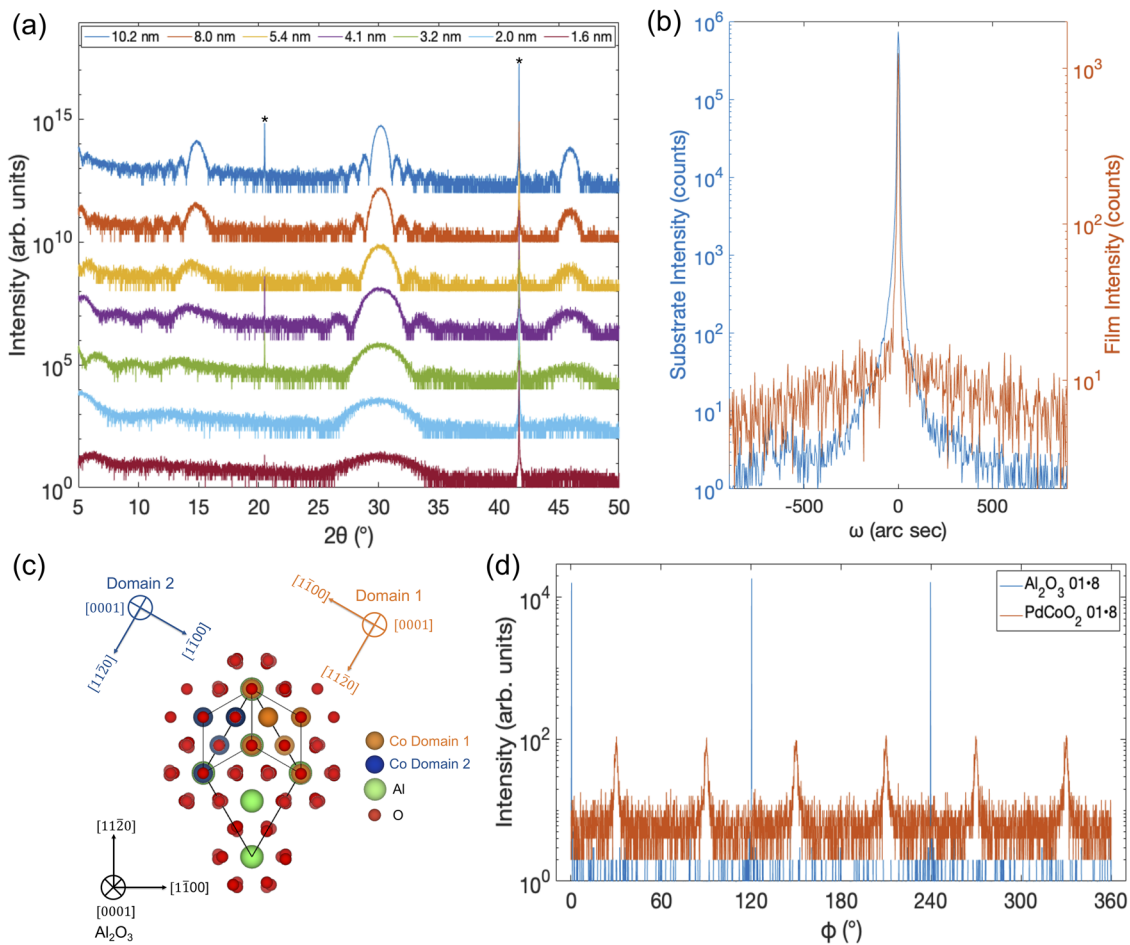 (a)
10.2 nm 8.0 nm 5.4 nm 4.1 nm 3.2 nm 2.0 nm 1.6 nm
*
*
10^15
10^10
10^5
10^0
Intensity (arb. units)
5 10 15 20 25 30 35 40 45 50
2θ (°)
(b)
10^6
10^5
10^4
10^3
10^2
10^1
10^0
Substrate Intensity (counts)
10^3
10^2
10^1
Film Intensity (counts)
-500 0 500
ω (arc sec)
(c)
Domain 2
[0001]
[11̅00]
[112̅0]
[11̅00]
Domain 1
[0001]
[112̅0]
Co Domain 1
Co Domain 2
Al
O
[112̅0]
[11̅00]
[0001]
Al₂O₃
(d)
Al₂O₃ 01•8
PdCoO₂ 01•8
10^4
10^2
10^0
Intensity (arb. units)
0 60 120 180 240 300 360
ϕ (°)